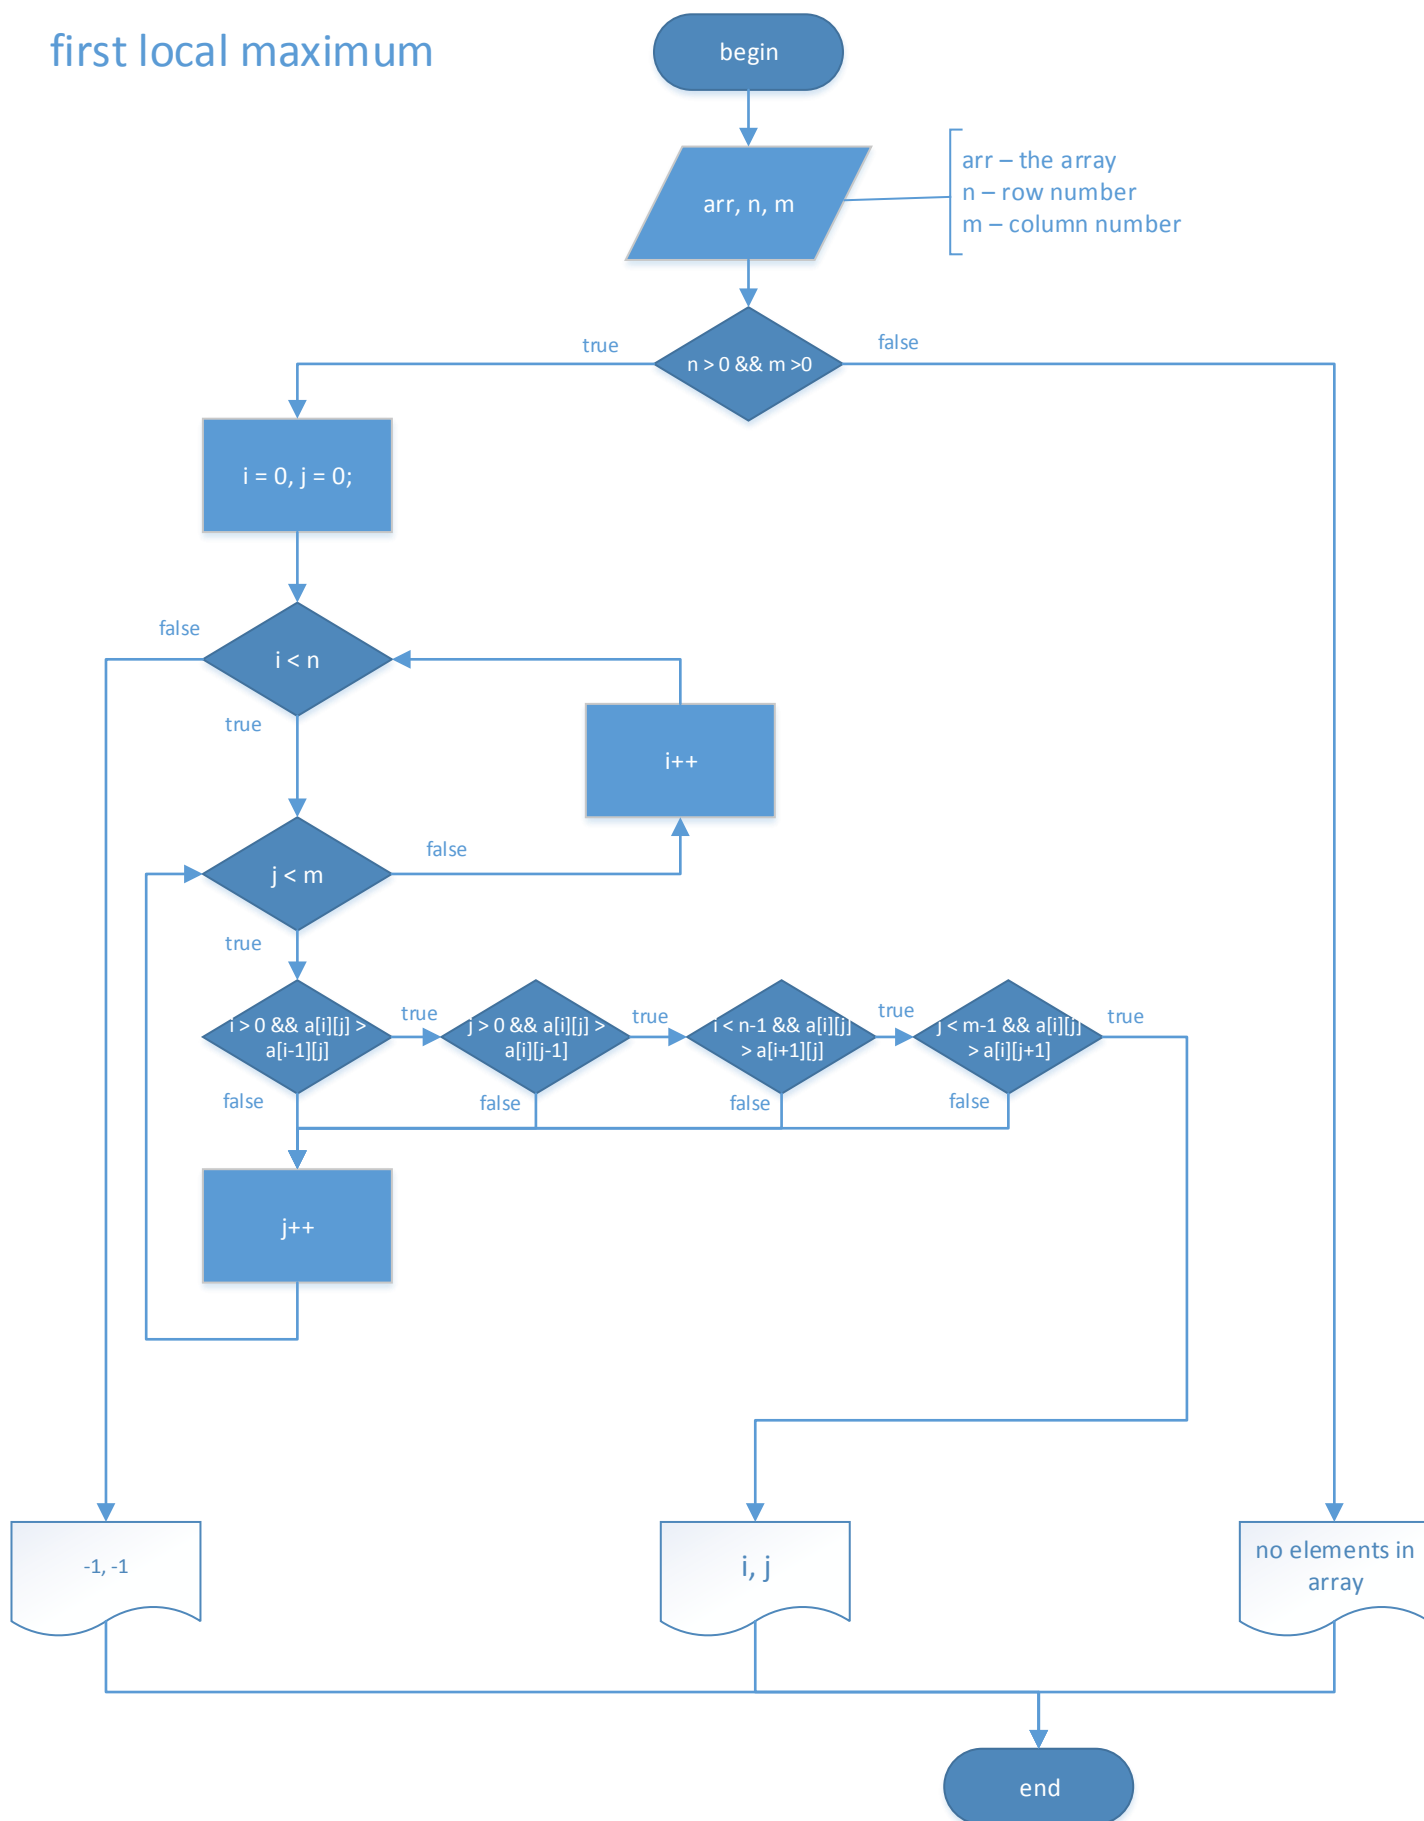 first local maximum
begin
arr, n, m
arr – the array
n – row number
m – column number
true
n > 0 && m >0
false
i = 0, j = 0;
false
i < n
true
i++
j < m
false
true
i > 0 && a[i][j] >
a[i-1][j]
true
j > 0 && a[i][j] >
a[i][j-1]
true
i < n-1 && a[i][j]
> a[i+1][j]
true
j < m-1 && a[i][j]
> a[i][j+1]
true
false
false
false
false
j++
-1, -1
i, j
no elements in
array
end